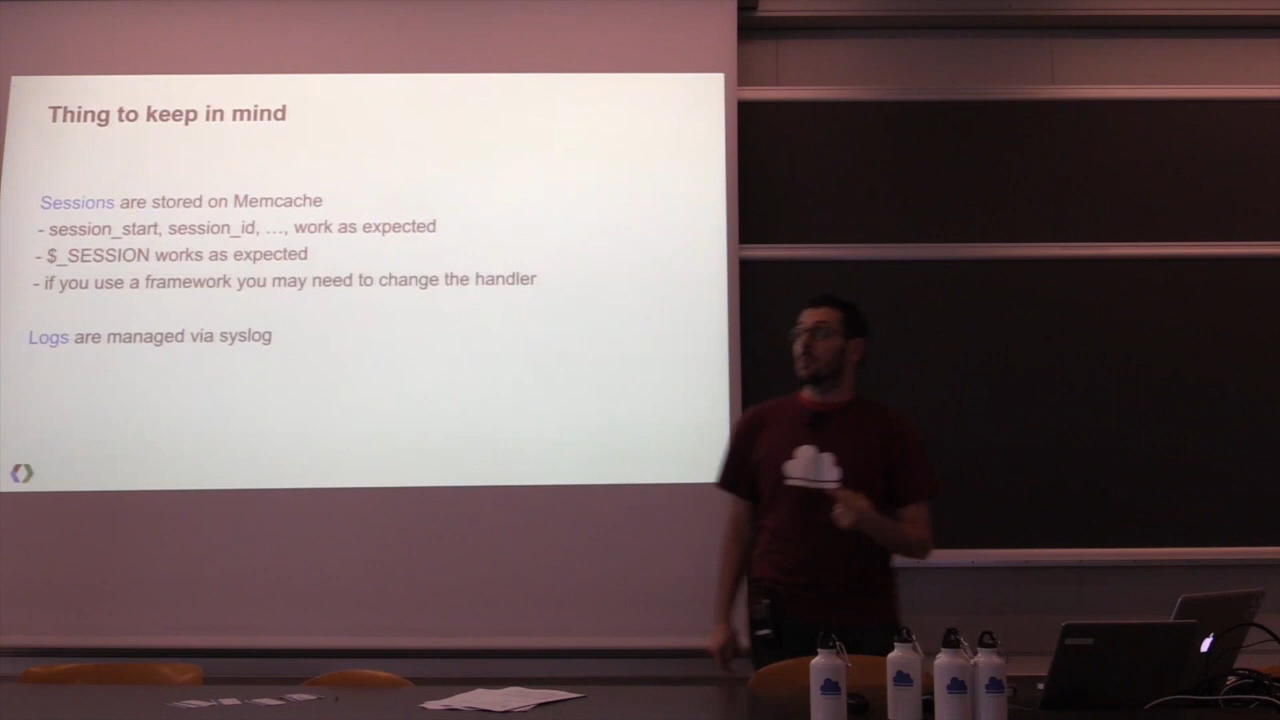 Thing to keep in mind
Sessions are stored on Memcache
- session_start, session_id, …, work as expected
- $_SESSION works as expected
- if you use a framework you may need to change the handler
Logs are managed via syslog